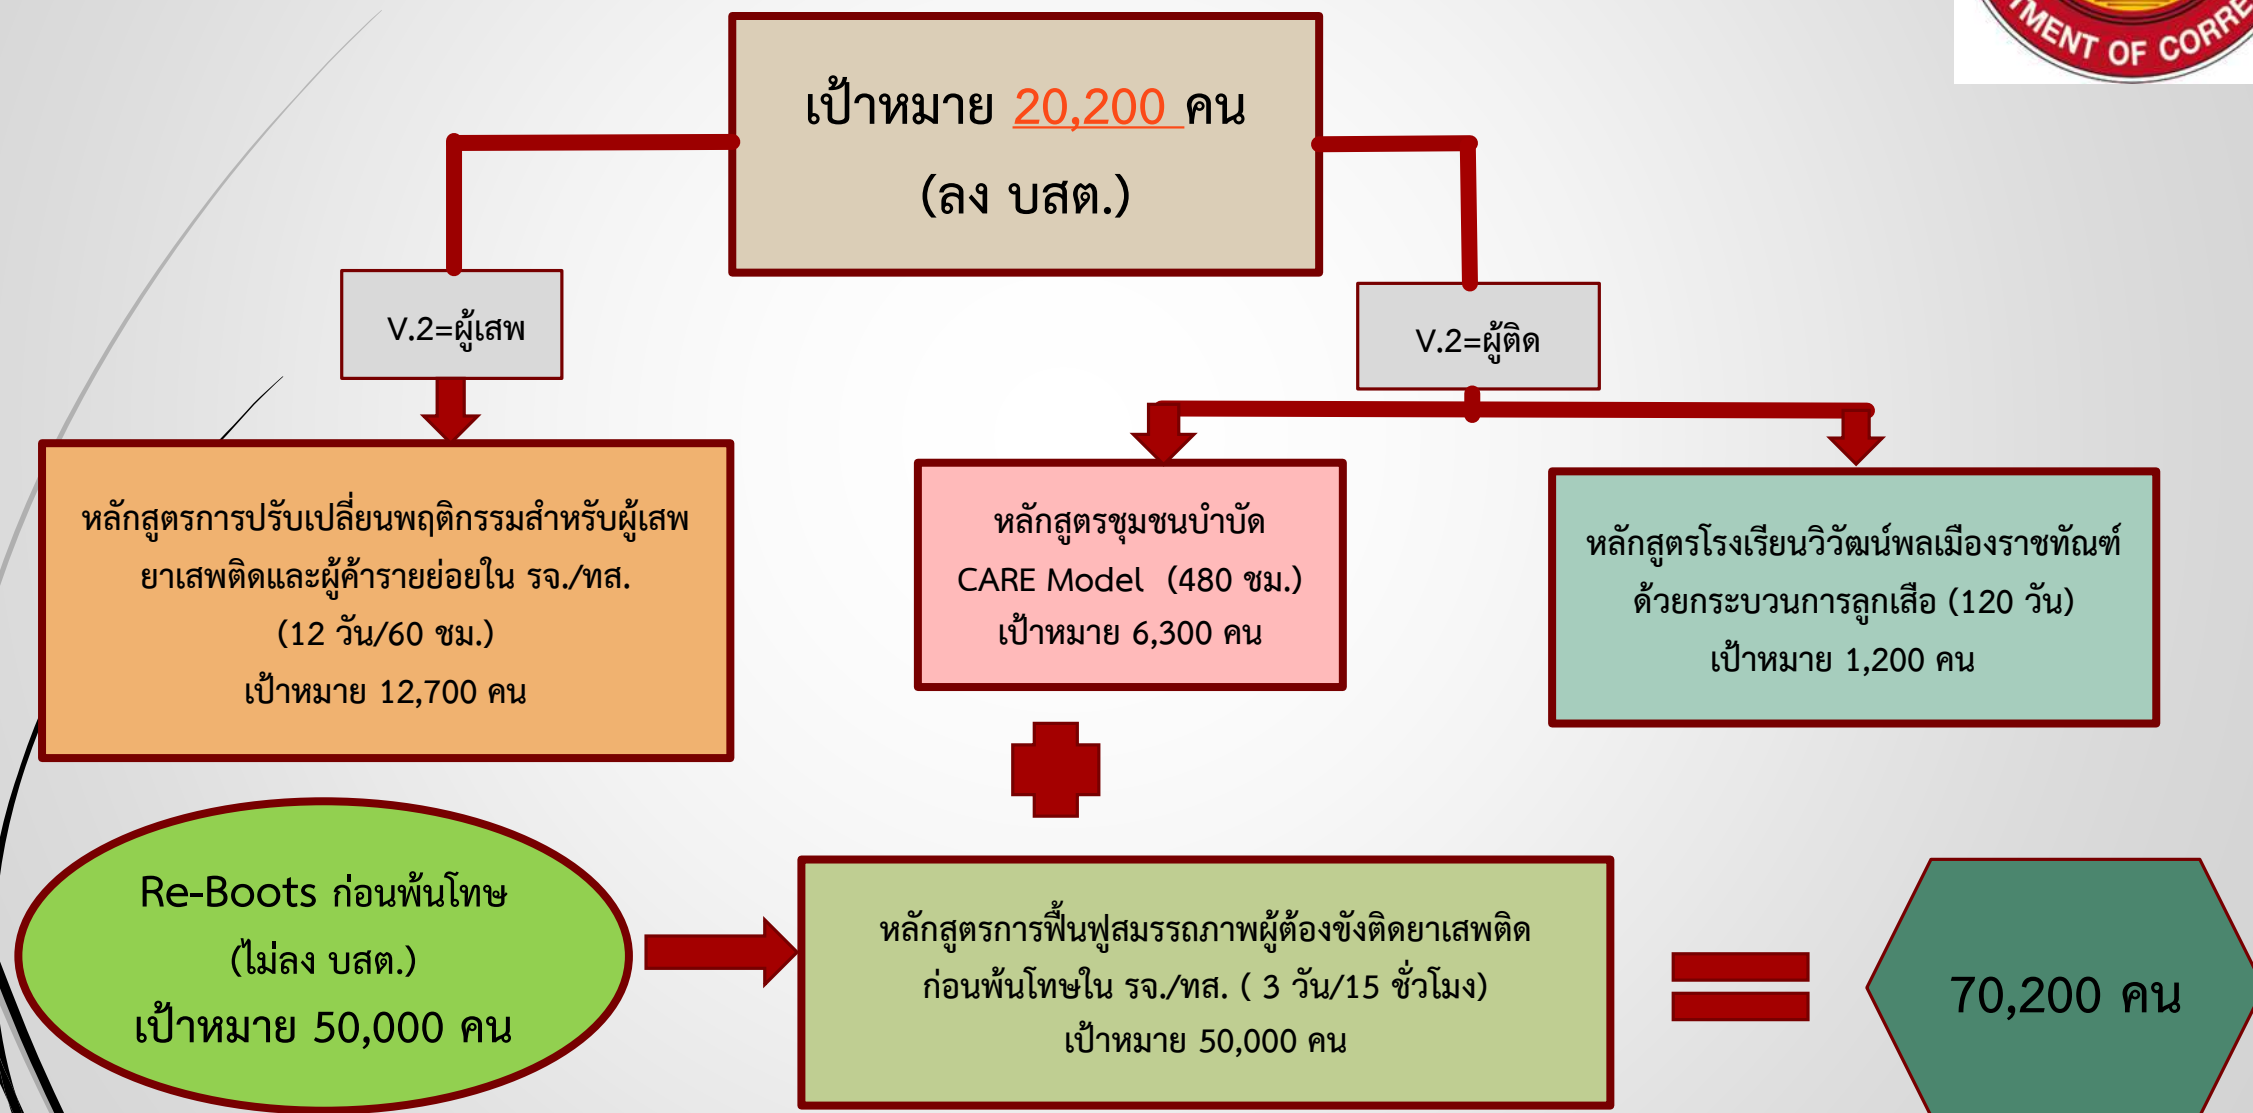 TMENT OF CORRE
เป้าหมาย 20,200 คน
(ลง บสต.)
V.2=ผู้เสพ
V.2=ผู้ติด
หลักสูตรการปรับเปลี่ยนพฤติกรรมสำหรับผู้เสพ
ยาเสพติดและผู้ค้ารายย่อยใน รจ./ทส.
(12 วัน/60 ชม.)
เป้าหมาย 12,700 คน
หลักสูตรชุมชนบำบัด
CARE Model (480 ชม.)
เป้าหมาย 6,300 คน
หลักสูตรโรงเรียนวิวัฒน์พลเมืองราชทัณฑ์
ด้วยกระบวนการลูกเสือ (120 วัน)
เป้าหมาย 1,200 คน
Re-Boots ก่อนพ้นโทษ
(ไม่ลง บสต.)
เป้าหมาย 50,000 คน
หลักสูตรการฟื้นฟูสมรรถภาพผู้ต้องขังติดยาเสพติด
ก่อนพ้นโทษใน รจ./ทส. ( 3 วัน/15 ชั่วโมง)
เป้าหมาย 50,000 คน
70,200 คน